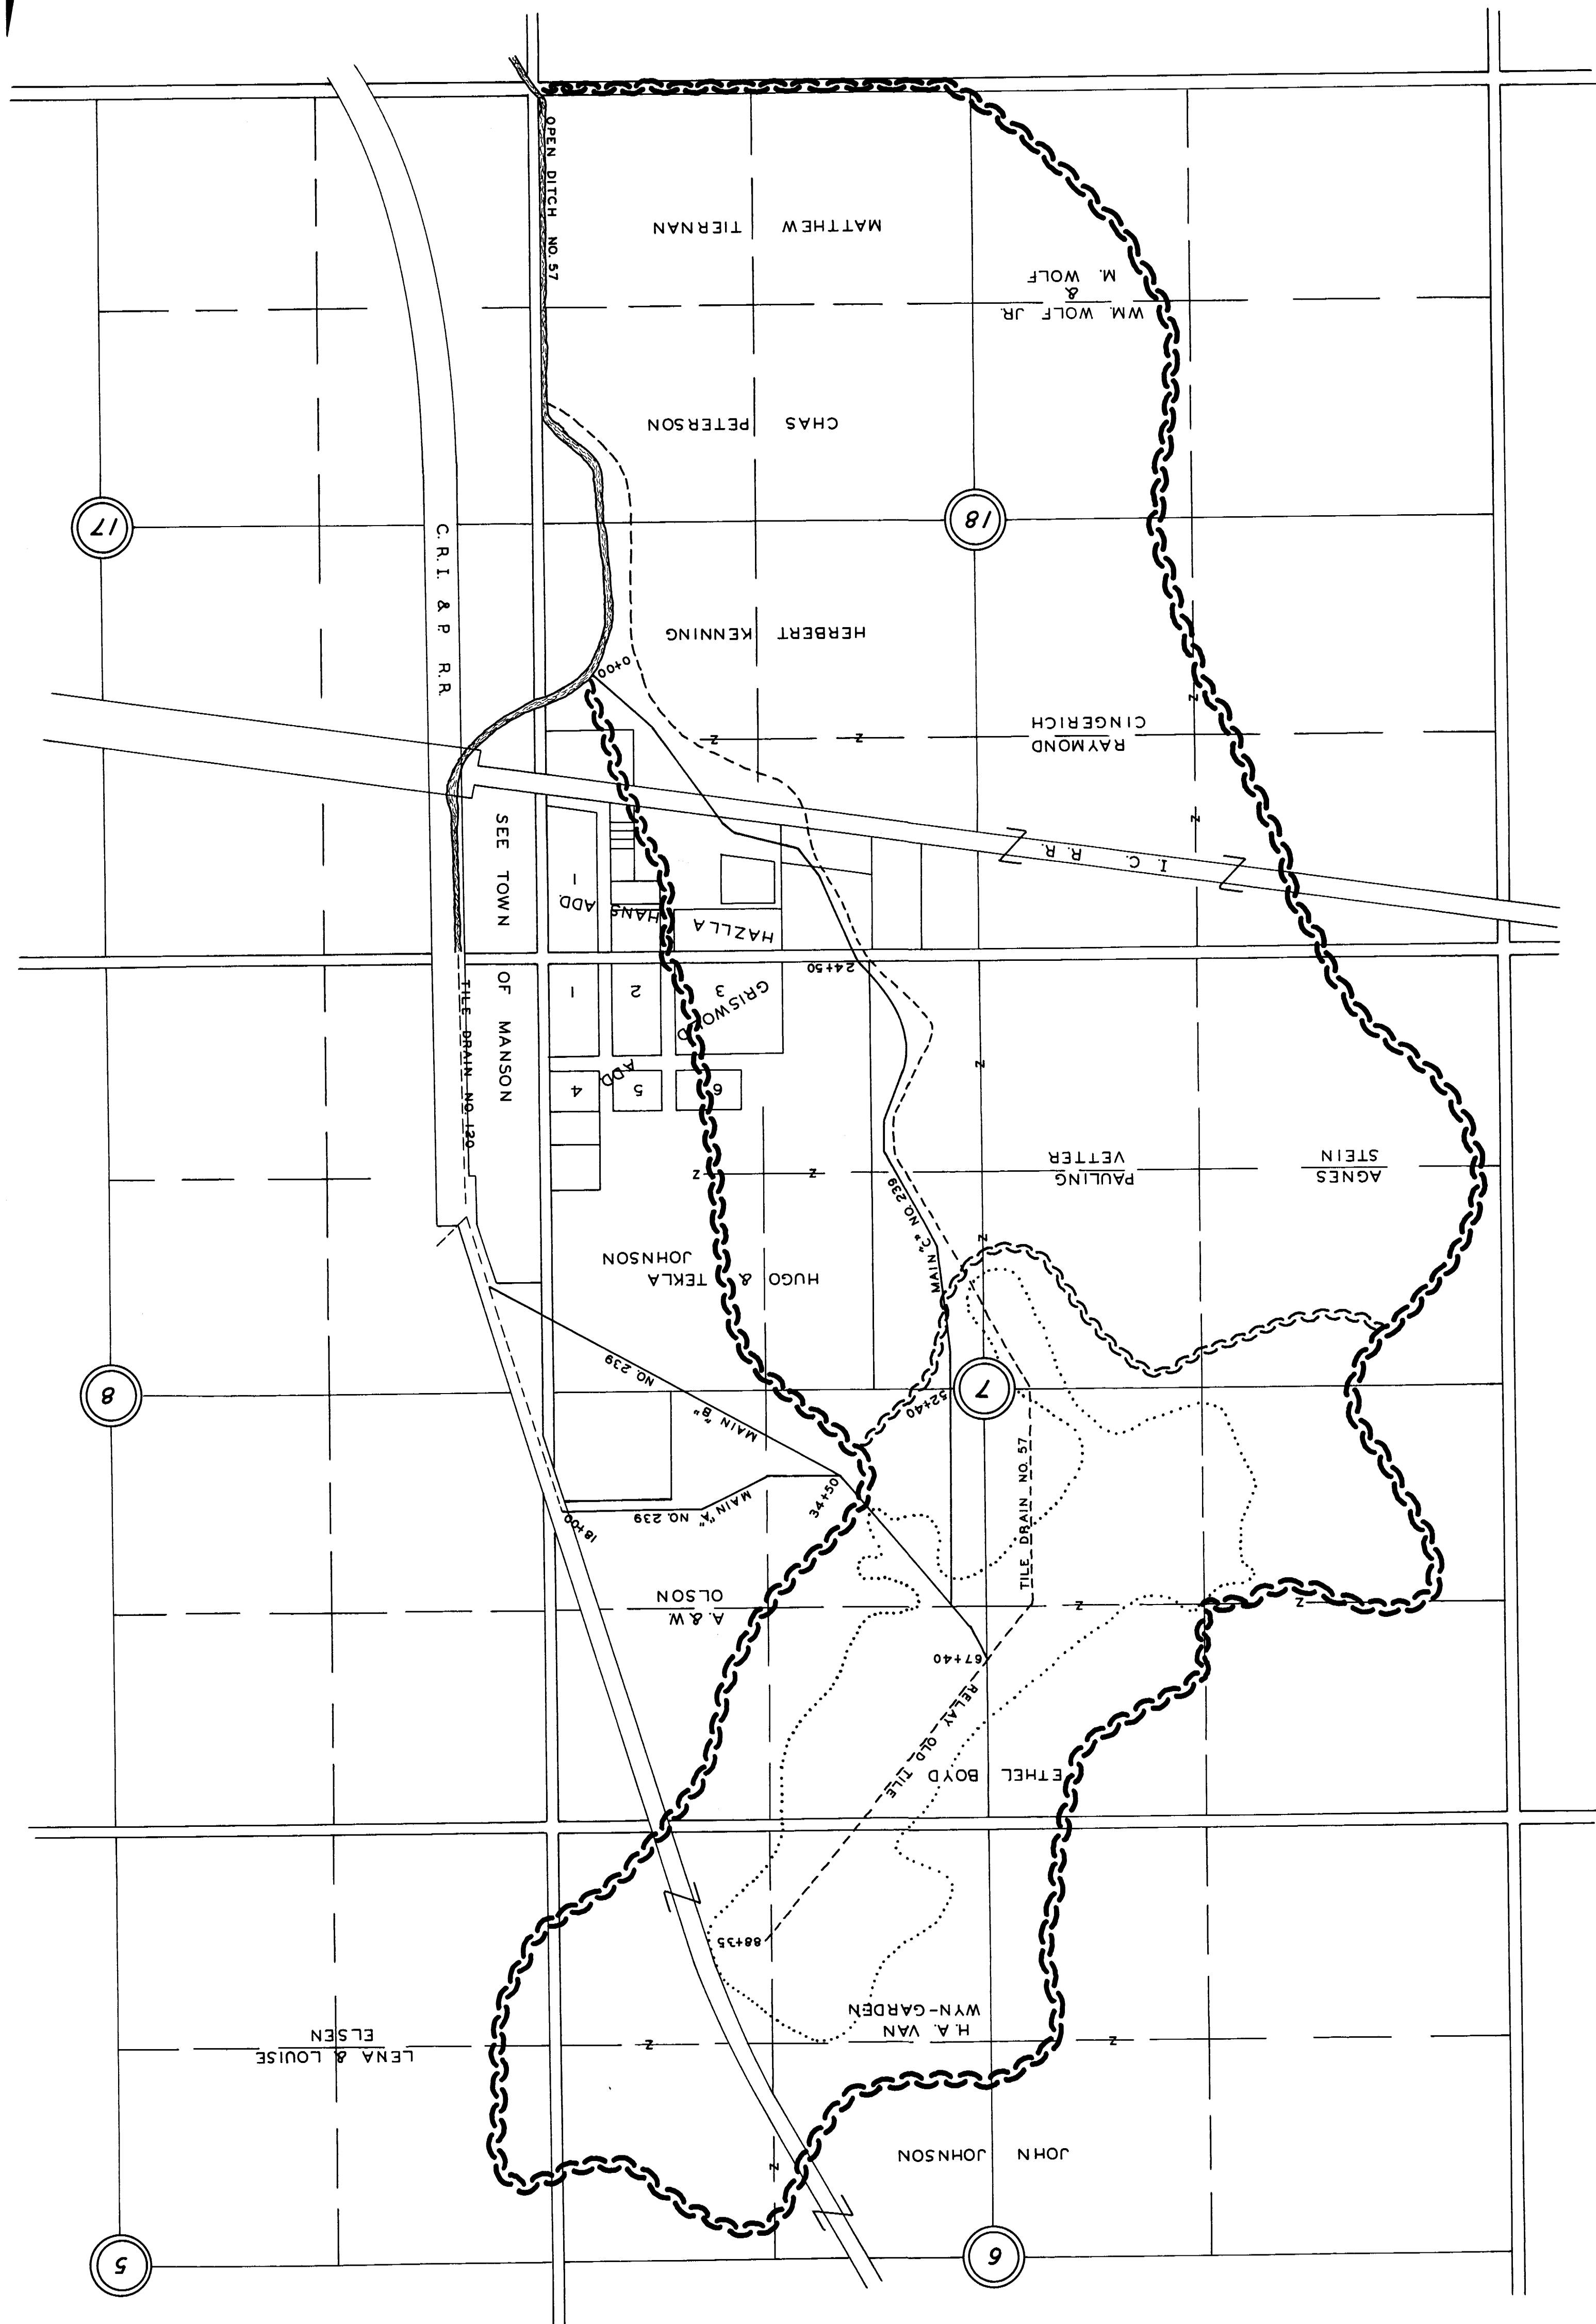 5
6
JOHN JOHNSON
LENA & LOUISE
ELSEN
H. A. VAN
WYN-GARDEN
88+35
ETHEL BOYD
RELAY OLD TILE
67+40
A. & W.
OLSON
TILE DRAIN NO. 57
18+00
MAIN "A" NO. 239
34+50
MAIN "B"
NO. 239
52+40
8
7
HUGO & TEKLA
JOHNSON
MAIN "C" NO. 239
PAULING
VETTER
AGNES
STEIN
TILE DRAIN NO. 120
SEE TOWN OF MANSON
4
5
6
ADD
1
2
3
GRISWOLD
24+50
HAZLLA
HANS
ADD.
1
I. C. R. R.
RAYMOND
CINGERICH
0+00
HERBERT KENNING
C. R. I. & P. R. R.
17
18
CHAS PETERSON
WM. WOLF JR.
&
M. WOLF
MATTHEW TIERNAN
OPEN DITCH NO. 57